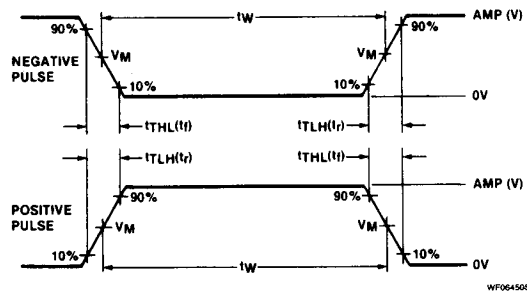 tW
AMP (V)
90%
90%
NEGATIVE
PULSE
VM
VM
10%
10%
0V
tTHL(tf)
tTLH(tr)
tTLH(tr)
tTHL(tf)
AMP (V)
POSITIVE
PULSE
90%
90%
VM
VM
10%
10%
0V
tW
WF06450S